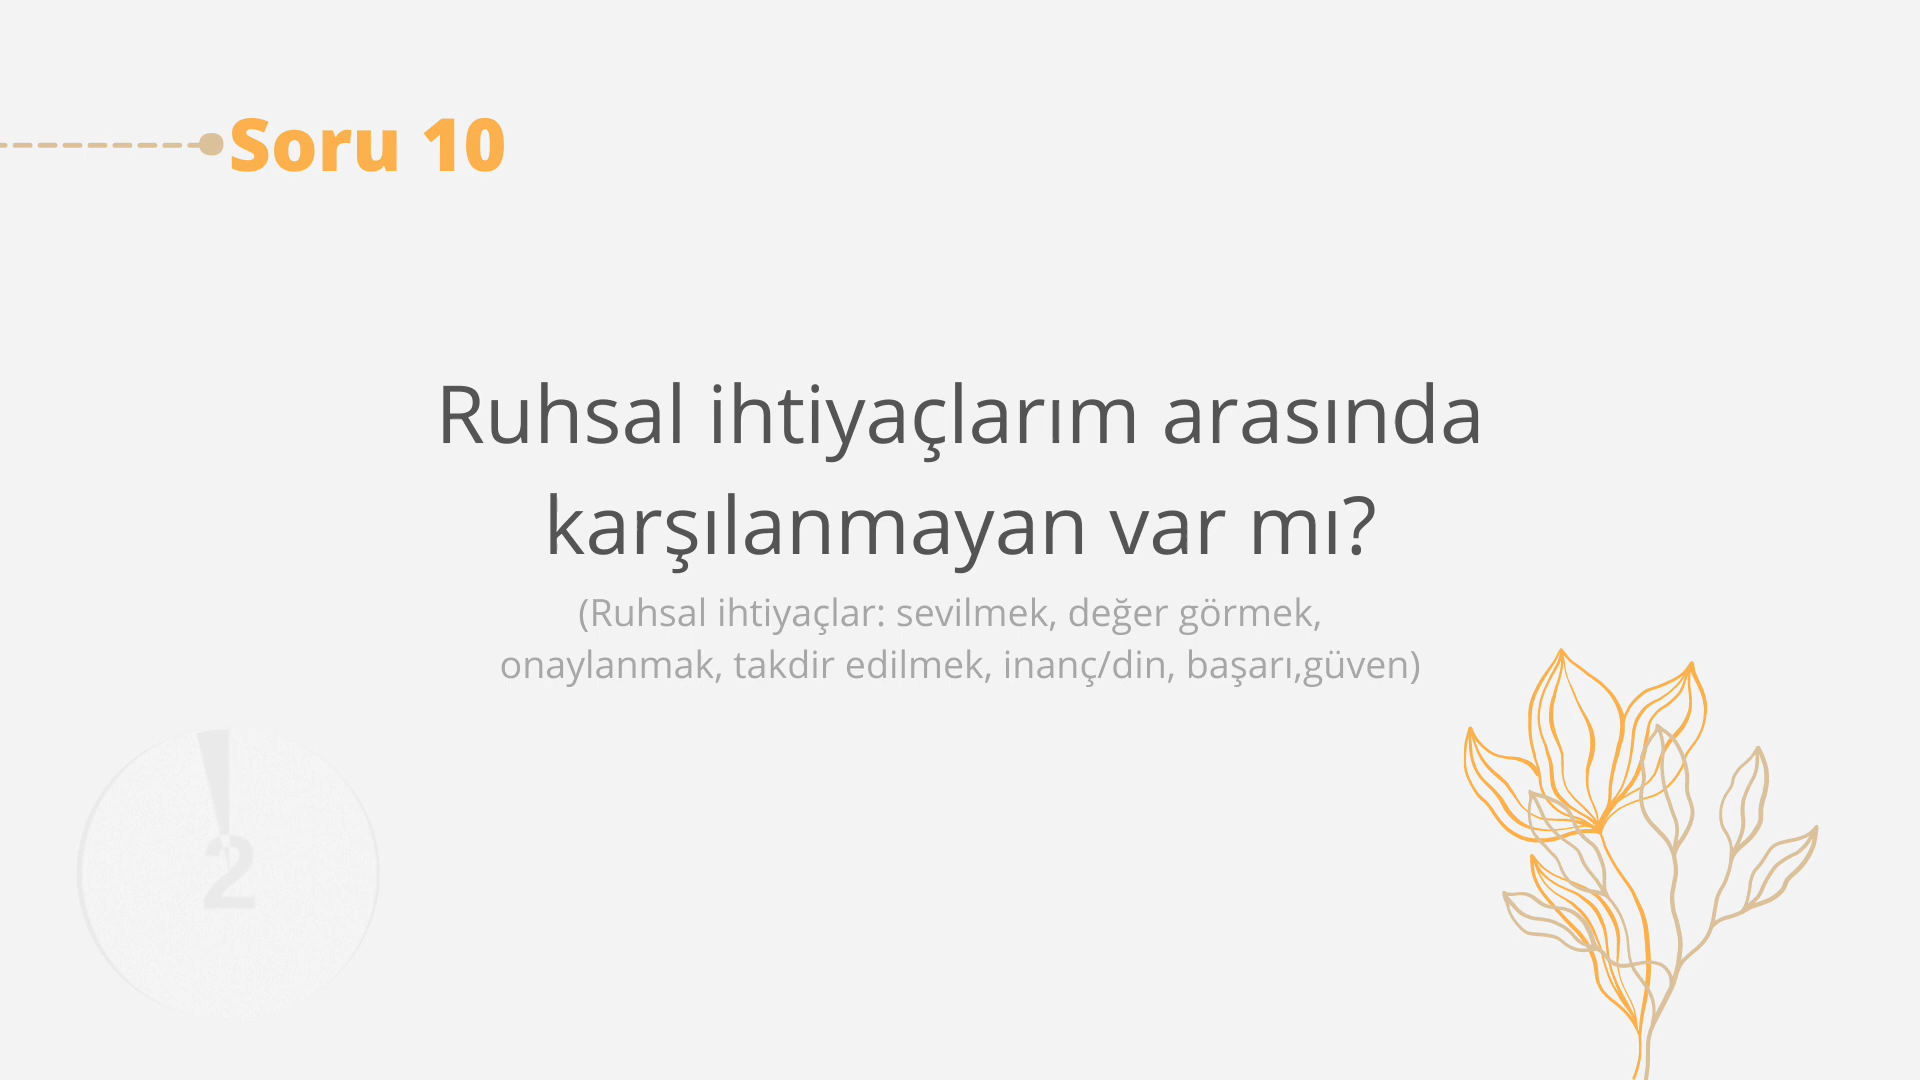 Soru 10
Ruhsal ihtiyaçlarım arasında
karşılanmayan var mı?
(Ruhsal ihtiyaçlar: sevilmek, değer görmek,
onaylanmak, takdir edilmek, inanç/din, başarı,güven)
2